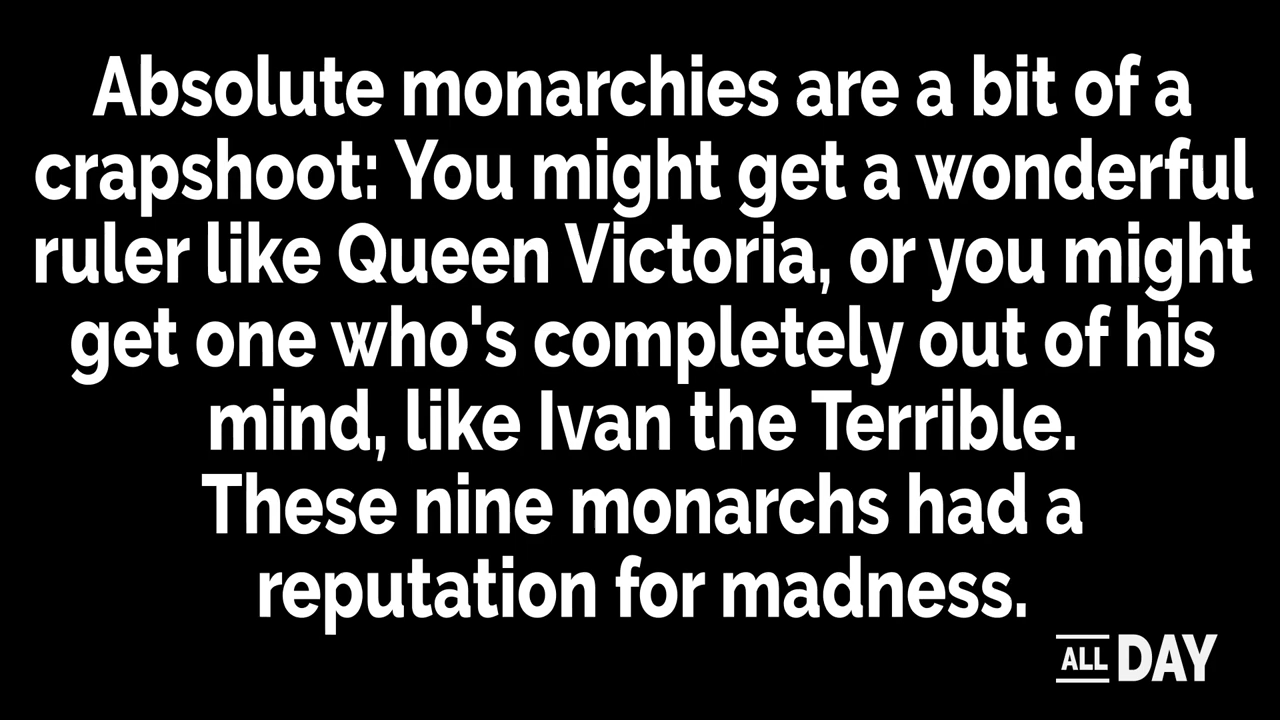 Absolute monarchies are a bit of a
crapshoot: You might get a wonderful
ruler like Queen Victoria, or you might
get one who's completely out of his
mind, like Ivan the Terrible.
These nine monarchs had a
reputation for madness.
ALL DAY